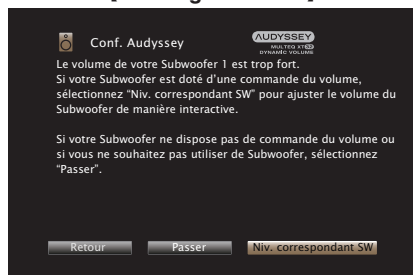 Conf. Audyssey
AUDYSSEY
MULTEQ XT32
DYNAMIC VOLUME
Le volume de votre Subwoofer 1 est trop fort.
Si votre Subwoofer est doté d'une commande du volume,
sélectionnez "Niv. correspondant SW" pour ajuster le volume du
Subwoofer de manière interactive.
Si votre Subwoofer ne dispose pas de commande du volume ou
si vous ne souhaitez pas utiliser de Subwoofer, sélectionnez
"Passer".
Retour
Passer
Niv. correspondant SW